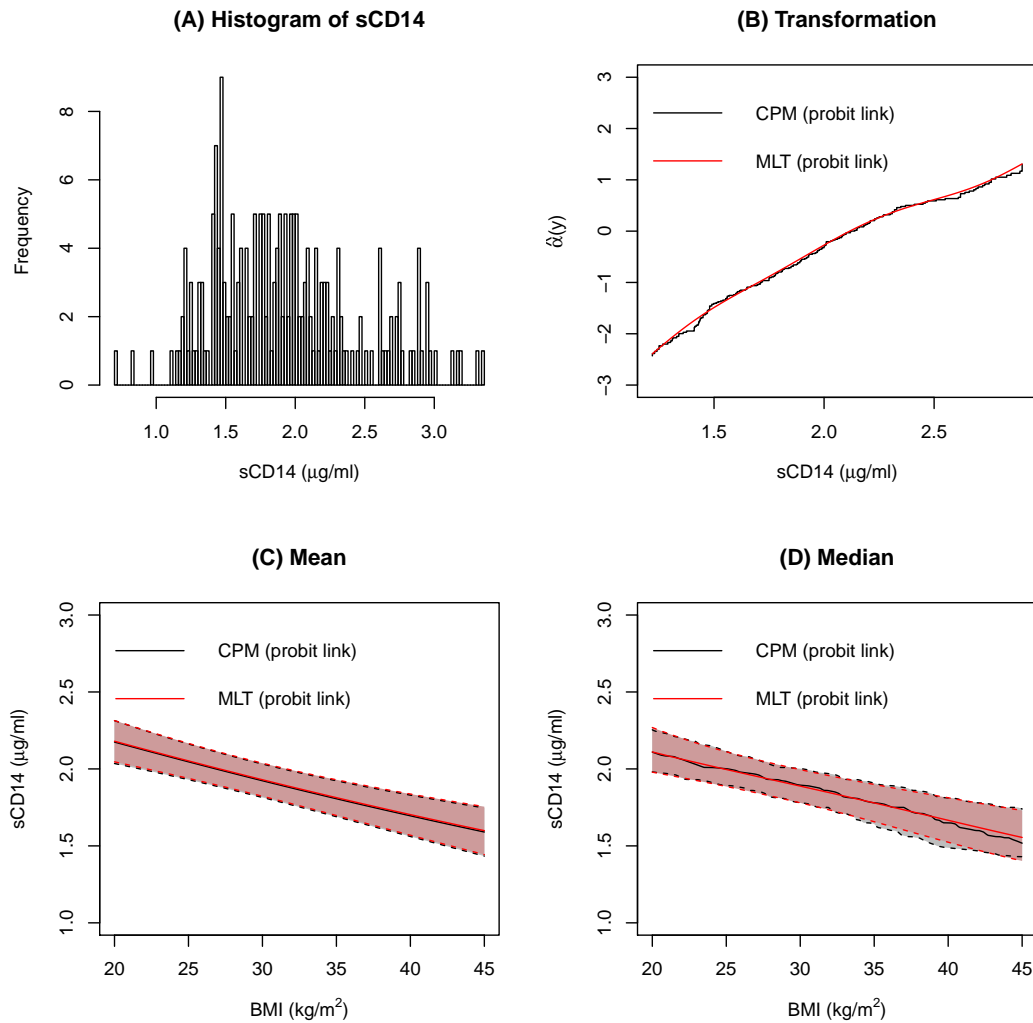 (A) Histogram of sCD14
Frequency
0
2
4
6
8
1.0 1.5 2.0 2.5 3.0
sCD14 (μg/ml)
(B) Transformation
α̂(y)
−3
−2
−1
0
1
2
3
CPM (probit link)
MLT (probit link)
1.5 2.0 2.5
sCD14 (μg/ml)
(C) Mean
sCD14 (μg/ml)
1.0
1.5
2.0
2.5
3.0
CPM (probit link)
MLT (probit link)
20 25 30 35 40 45
BMI (kg/m²)
(D) Median
sCD14 (μg/ml)
1.0
1.5
2.0
2.5
3.0
CPM (probit link)
MLT (probit link)
20 25 30 35 40 45
BMI (kg/m²)